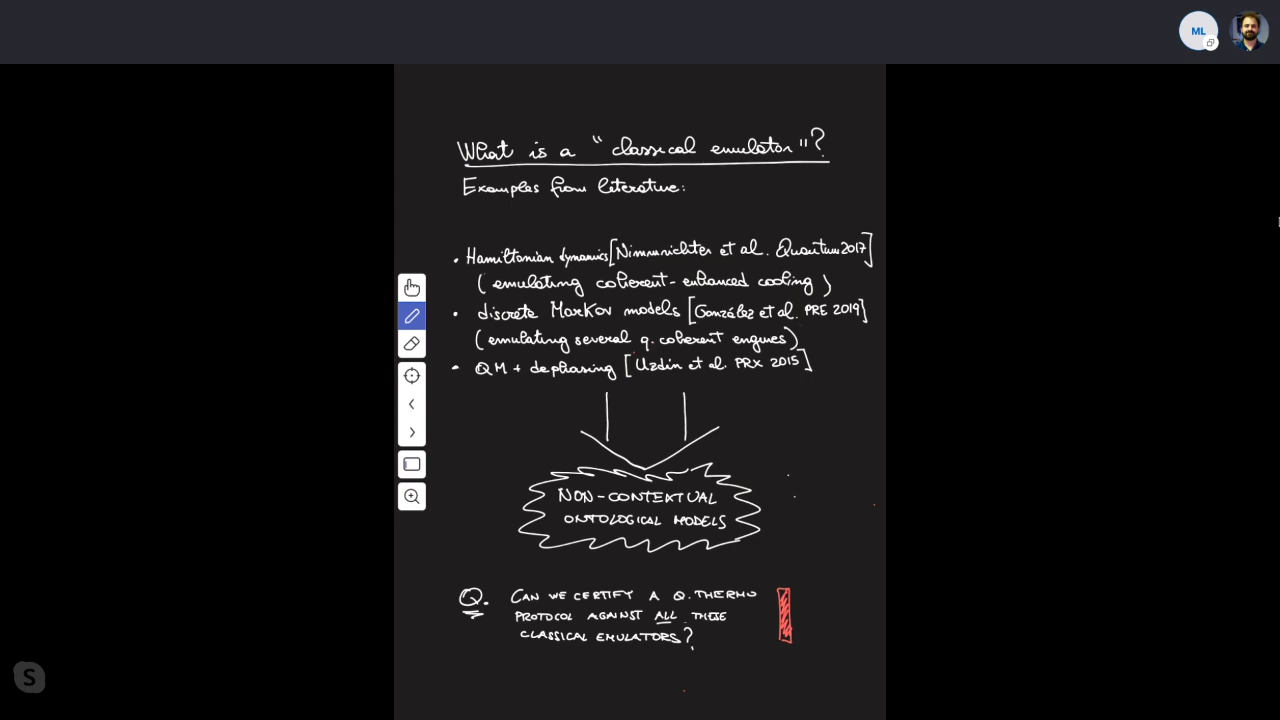 ML
What is a "classical emulator"?
Examples from literature:
• Hamiltonian dynamics [Nimmrichter et al. Quantum 2017]
(emulating coherent-enhanced cooling)
• discrete Markov models [González et al. PRE 2019]
(emulating several q. coherent engines)
• QM + dephasing [Uzdin et al. PRX 2015]
NON-CONTEXTUAL
ONTOLOGICAL MODELS
Q. CAN WE CERTIFY A Q. THERMO
PROTOCOL AGAINST ALL THESE
CLASSICAL EMULATORS?
S